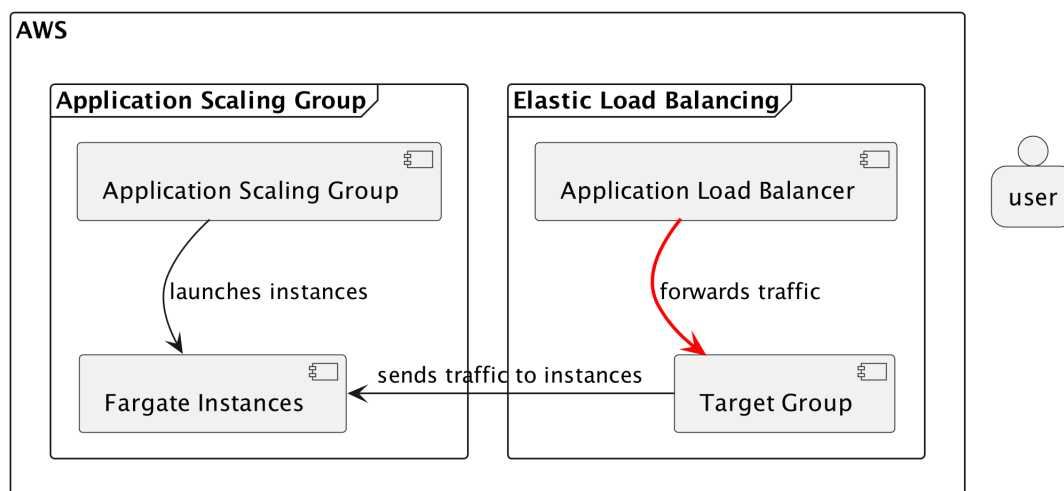 AWS
Application Scaling Group
Elastic Load Balancing
Application Scaling Group
Application Load Balancer
user
launches instances
forwards traffic
sends traffic to instances
Fargate Instances
Target Group